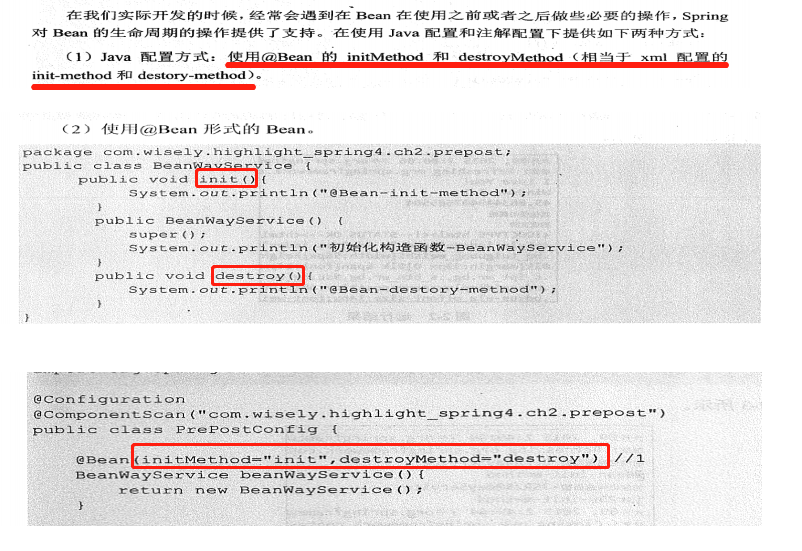 在我们实际开发的时候，经常会遇到在 Bean 在使用之前或者之后做些必要的操作，Spring
对 Bean 的生命周期的操作提供了支持。在使用 Java 配置和注解配置下提供如下两种方式：
（1）Java 配置方式：使用@Bean 的 initMethod 和 destroyMethod（相当于 xml 配置的
init-method 和 destory-method）。
（2）使用@Bean 形式的 Bean。
package com.wisely.highlight_spring4.ch2.prepost;
public class BeanWayService {
public void init(){
System.out.println("@Bean-init-method");
}
public BeanWayService() {
super();
System.out.println("初始化构造函数-BeanWayService");
}
public void destroy(){
System.out.println("@Bean-destory-method");
}
}
@Configuration
@ComponentScan("com.wisely.highlight_spring4.ch2.prepost")
public class PrePostConfig {
@Bean(initMethod="init",destroyMethod="destroy") //1
BeanWayService beanWayService(){
return new BeanWayService();
}